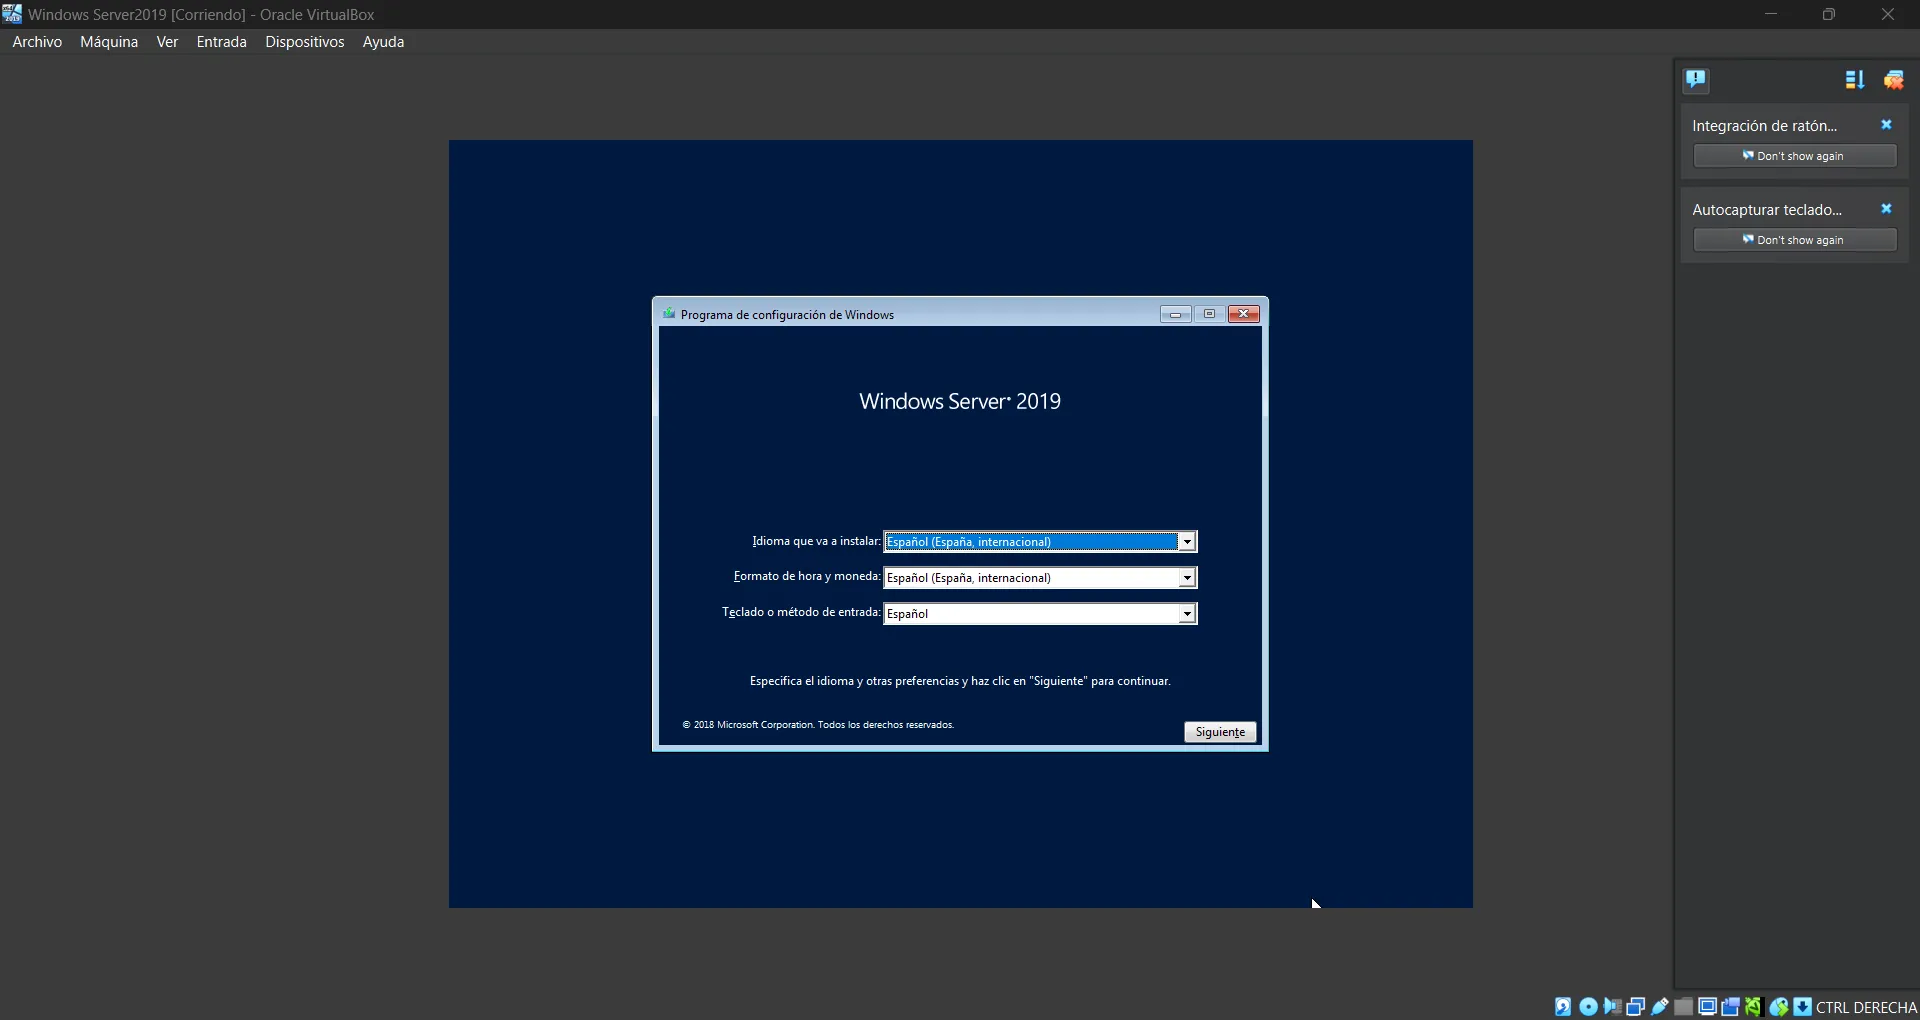 Windows Server2019 [Corriendo] - Oracle VirtualBox
Archivo Máquina Ver Entrada Dispositivos Ayuda
Integración de ratón...
Don't show again
Autocapturar teclado...
Don't show again
Programa de configuración de Windows
Windows Server 2019
Idioma que va a instalar: Español (España, internacional)
Formato de hora y moneda: Español (España, internacional)
Teclado o método de entrada: Español
Especifica el idioma y otras preferencias y haz clic en "Siguiente" para continuar.
© 2018 Microsoft Corporation. Todos los derechos reservados.
Siguiente
CTRL DERECHA